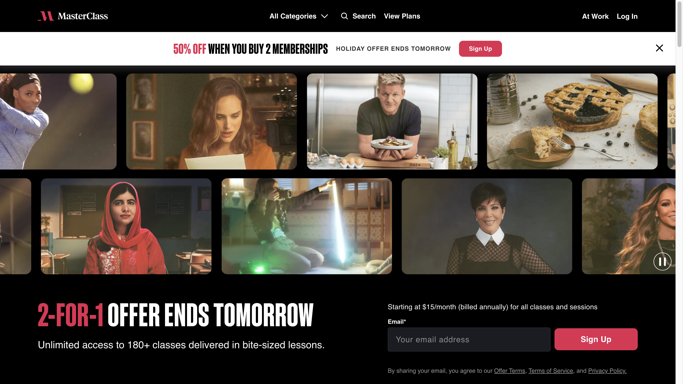 MasterClass
All Categories
Search
View Plans
At Work
Log In
50% OFF WHEN YOU BUY 2 MEMBERSHIPS
HOLIDAY OFFER ENDS TOMORROW
Sign Up
2-FOR-1 OFFER ENDS TOMORROW
Unlimited access to 180+ classes delivered in bite-sized lessons.
Starting at $15/month (billed annually) for all classes and sessions
Email*
Your email address
Sign Up
By sharing your email, you agree to our Offer Terms, Terms of Service, and Privacy Policy.